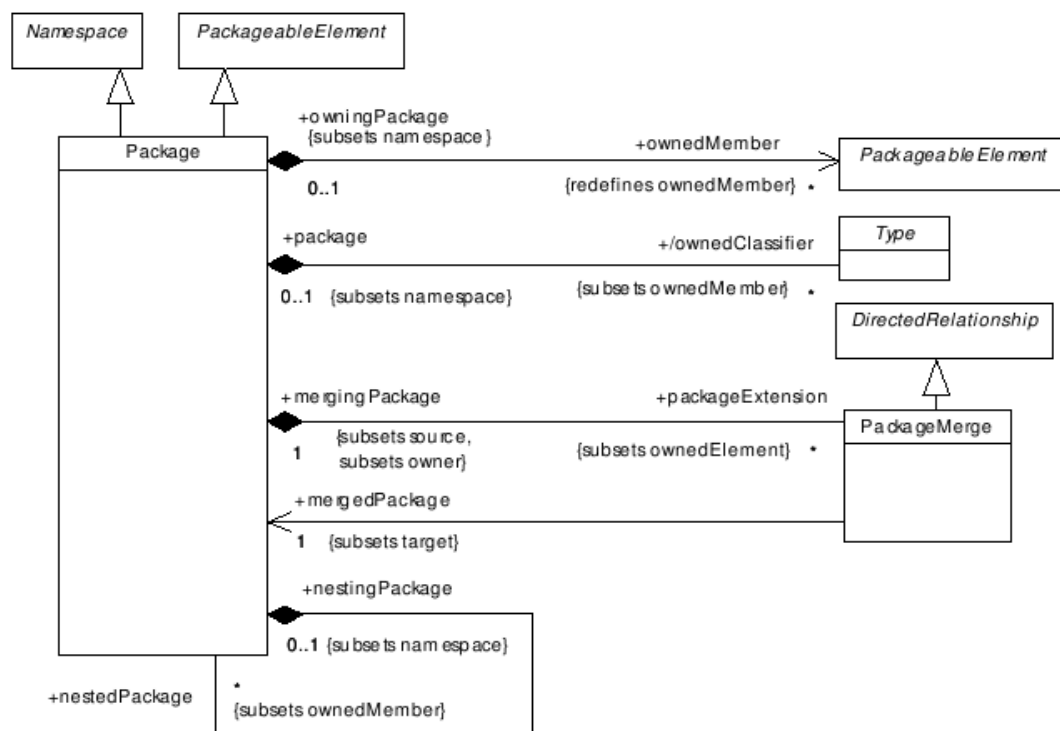 Namespace
PackageableElement
+owningPackage
{subsets namespace}
Package
+ownedMember
PackageableElement
0..1
{redefines ownedMember} *
+package
+/ownedClassifier
Type
0..1 {subsets namespace}
{subsets ownedMember} *
DirectedRelationship
+mergingPackage
+packageExtension
PackageMerge
1
{subsets source,
subsets owner}
{subsets ownedElement} *
+mergedPackage
1 {subsets target}
+nestingPackage
0..1 {subsets namespace}
+nestedPackage
*
{subsets ownedMember}